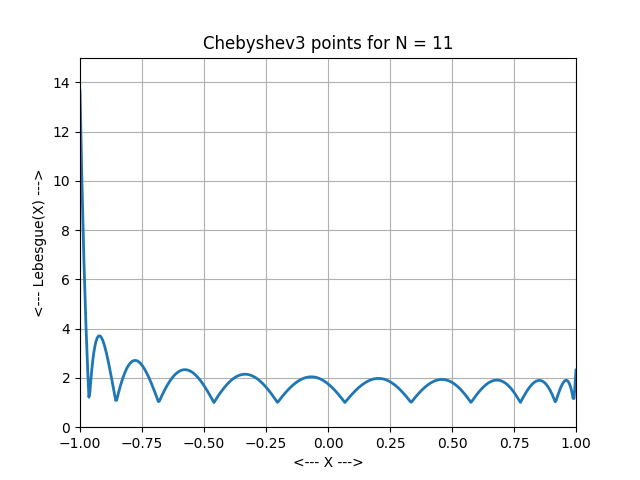 Chebyshev3 points for N = 11
<--- Lebesgue(X) --->
14
12
10
8
6
4
2
0
−1.00 −0.75 −0.50 −0.25 0.00 0.25 0.50 0.75 1.00
<--- X --->